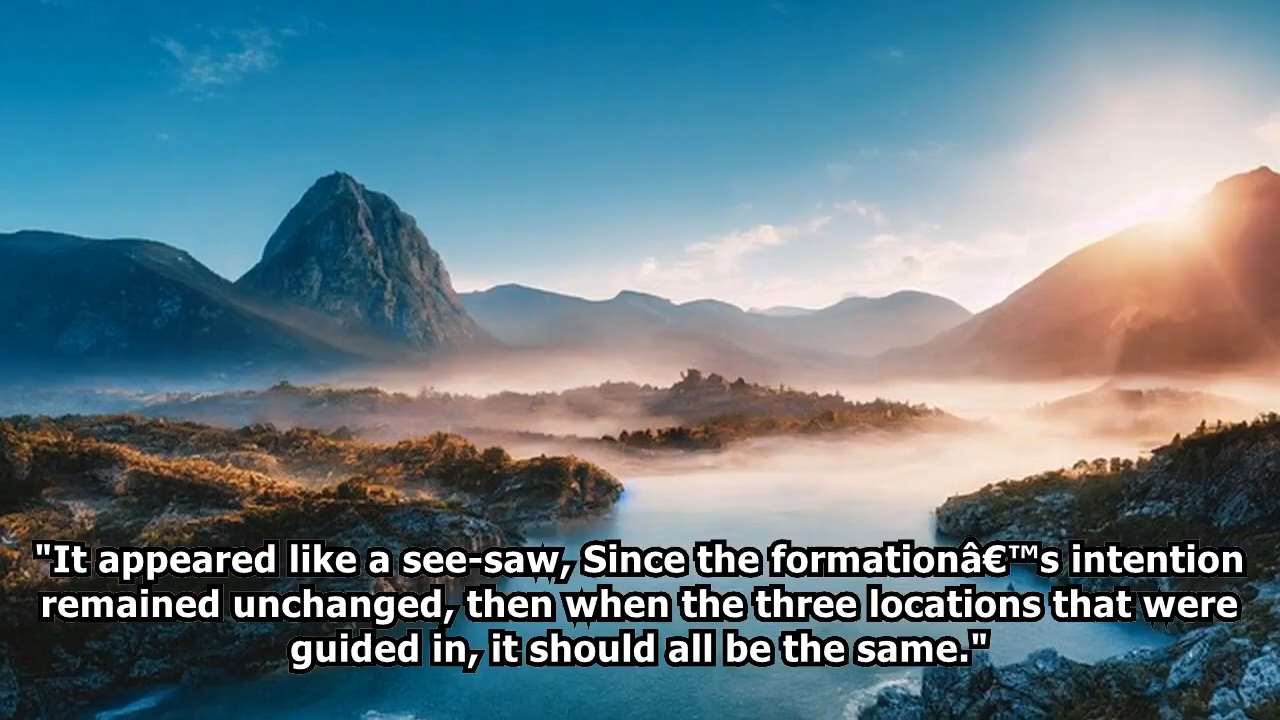 "It appeared like a see-saw, Since the formationâ€™s intention
remained unchanged, then when the three locations that were
guided in, it should all be the same."